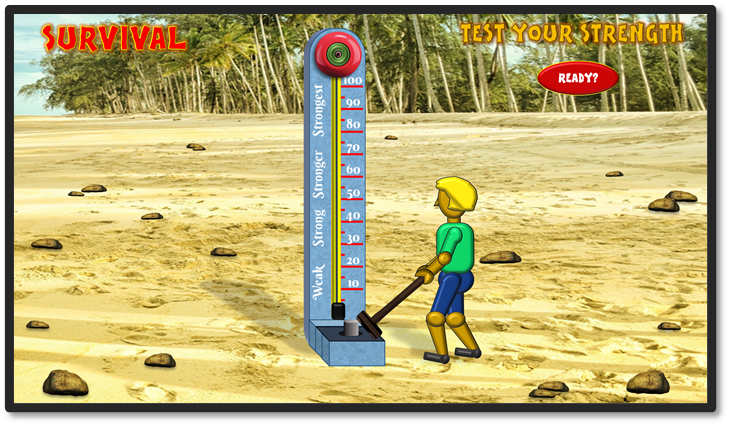 SURVIVAL
TEST YOUR STRENGTH
READY?
100
90
80
70
60
50
40
30
20
10
Strongest
Stronger
Strong
Weak